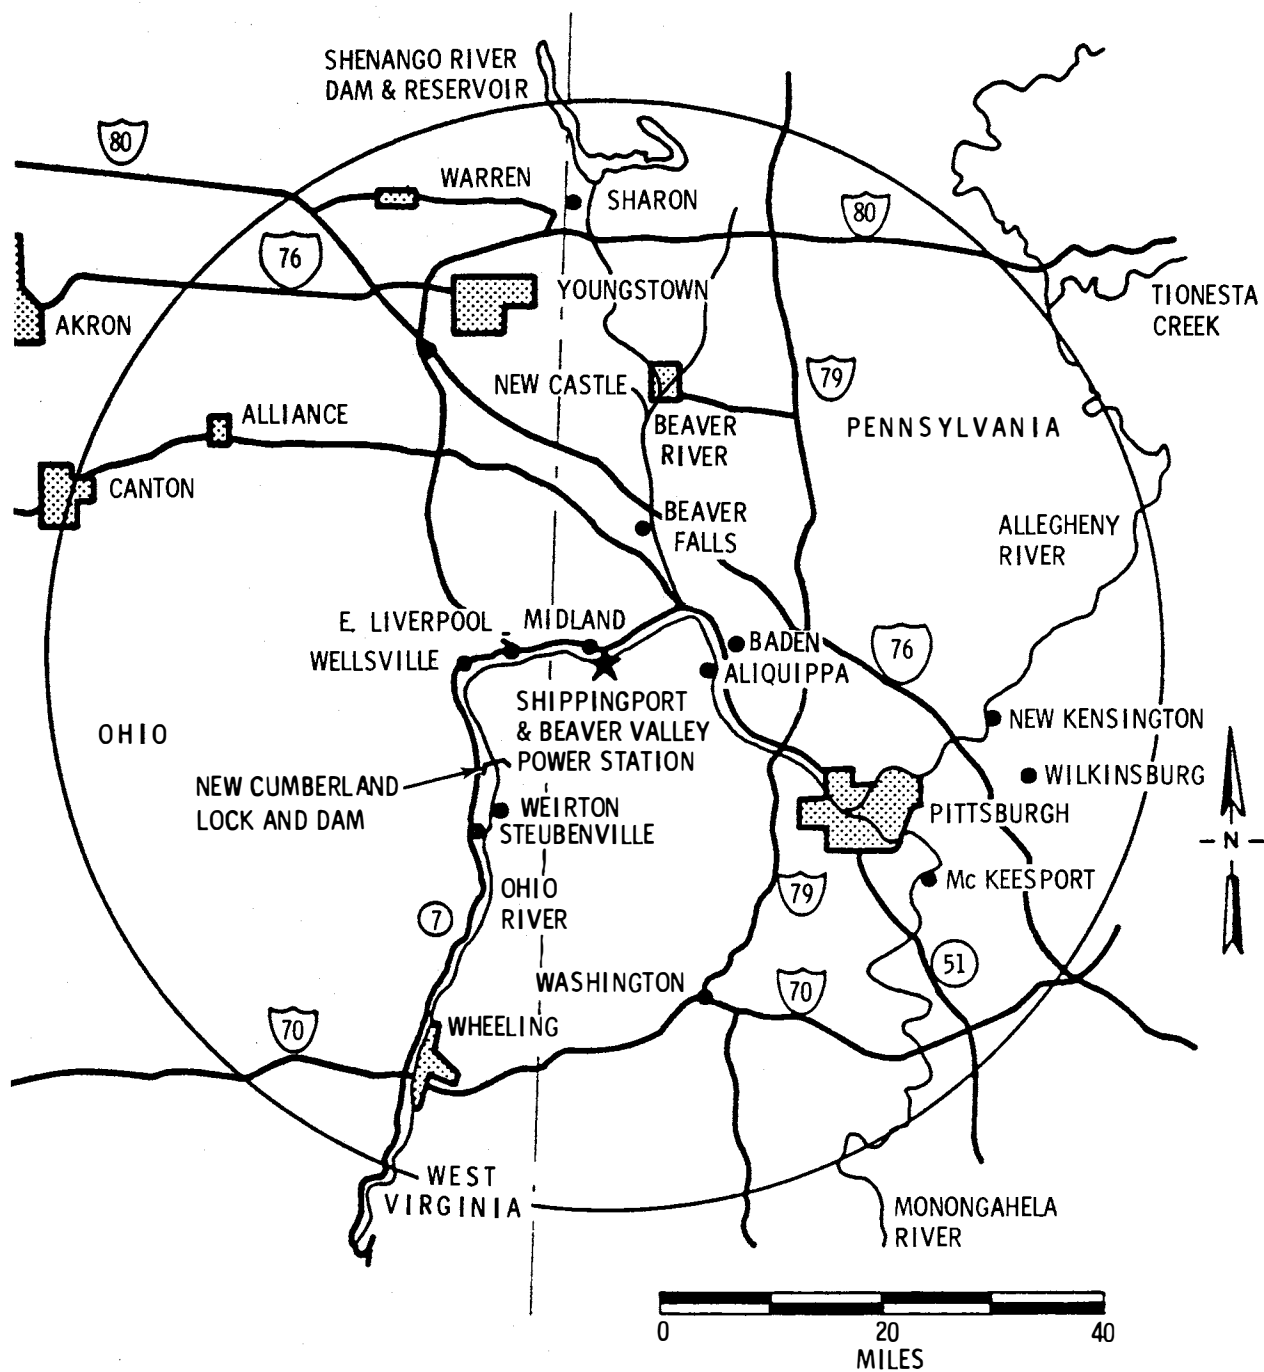 SHENANGO RIVER
DAM & RESERVOIR
80
WARREN
SHARON
80
76
YOUNGSTOWN
TIONESTA
CREEK
AKRON
79
NEW CASTLE
ALLIANCE
BEAVER
RIVER
PENNSYLVANIA
CANTON
BEAVER
FALLS
ALLEGHENY
RIVER
E. LIVERPOOL
MIDLAND
WELLSVILLE
BADEN
ALIQUIPPA
76
SHIPPINGPORT
& BEAVER VALLEY
POWER STATION
NEW KENSINGTON
OHIO
NEW CUMBERLAND
LOCK AND DAM
WILKINSBURG
WEIRTON
STEUBENVILLE
PITTSBURGH
N
OHIO
RIVER
79
Mc KEESPORT
7
51
WASHINGTON
70
70
WHEELING
WEST
VIRGINIA
MONONGAHELA
RIVER
0 20 40
MILES